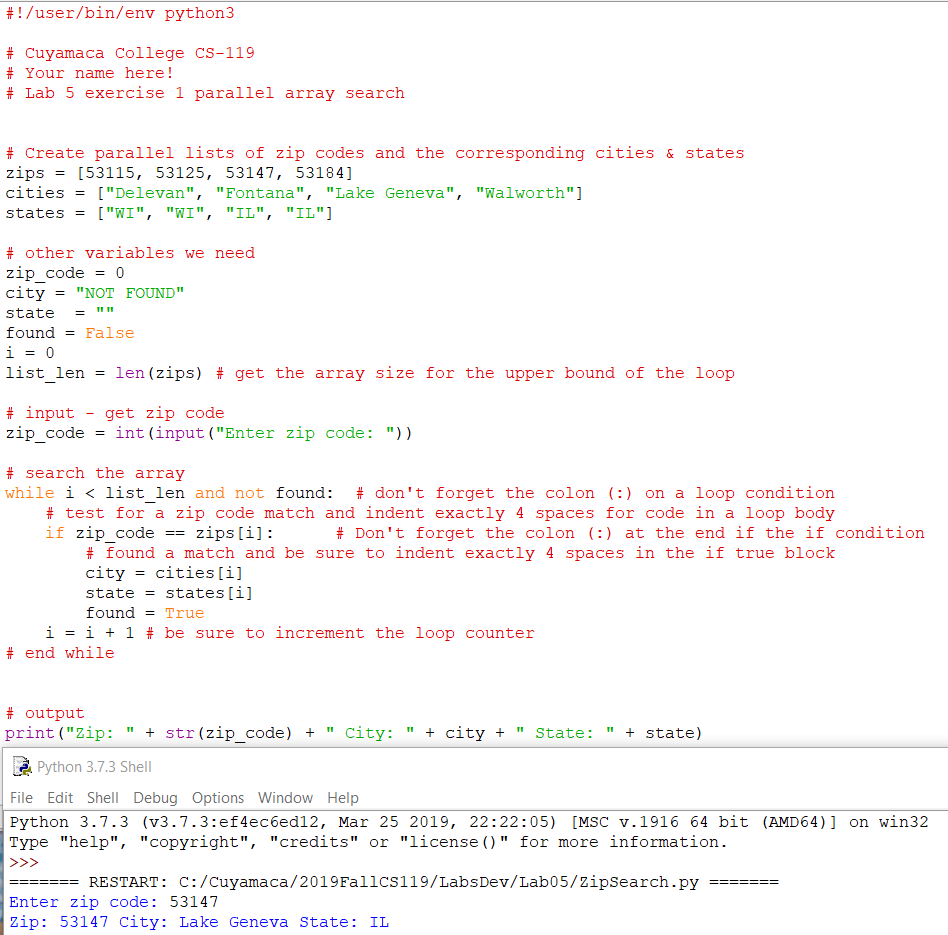 #!/user/bin/env python3
# Cuyamaca College CS-119
# Your name here!
# Lab 5 exercise 1 parallel array search
# Create parallel lists of zip codes and the corresponding cities & states
zips = [53115, 53125, 53147, 53184]
cities = ["Delevan", "Fontana", "Lake Geneva", "Walworth"]
states = ["WI", "WI", "IL", "IL"]
# other variables we need
zip_code = 0
city = "NOT FOUND"
state  = ""
found = False
i = 0
list_len = len(zips) # get the array size for the upper bound of the loop
# input - get zip code
zip_code = int(input("Enter zip code: "))
# search the array
while i < list_len and not found:  # don't forget the colon (:) on a loop condition
    # test for a zip code match and indent exactly 4 spaces for code in a loop body
    if zip_code == zips[i]:      # Don't forget the colon (:) at the end if the if condition
        # found a match and be sure to indent exactly 4 spaces in the if true block
        city = cities[i]
        state = states[i]
        found = True
    i = i + 1 # be sure to increment the loop counter
# end while
# output
print("Zip: " + str(zip_code) + " City: " + city + " State: " + state)
Python 3.7.3 Shell
File Edit Shell Debug Options Window Help
Python 3.7.3 (v3.7.3:ef4ec6ed12, Mar 25 2019, 22:22:05) [MSC v.1916 64 bit (AMD64)] on win32
Type "help", "copyright", "credits" or "license()" for more information.
>>>
======= RESTART: C:/Cuyamaca/2019FallCS119/LabsDev/Lab05/ZipSearch.py =======
Enter zip code: 53147
Zip: 53147 City: Lake Geneva State: IL